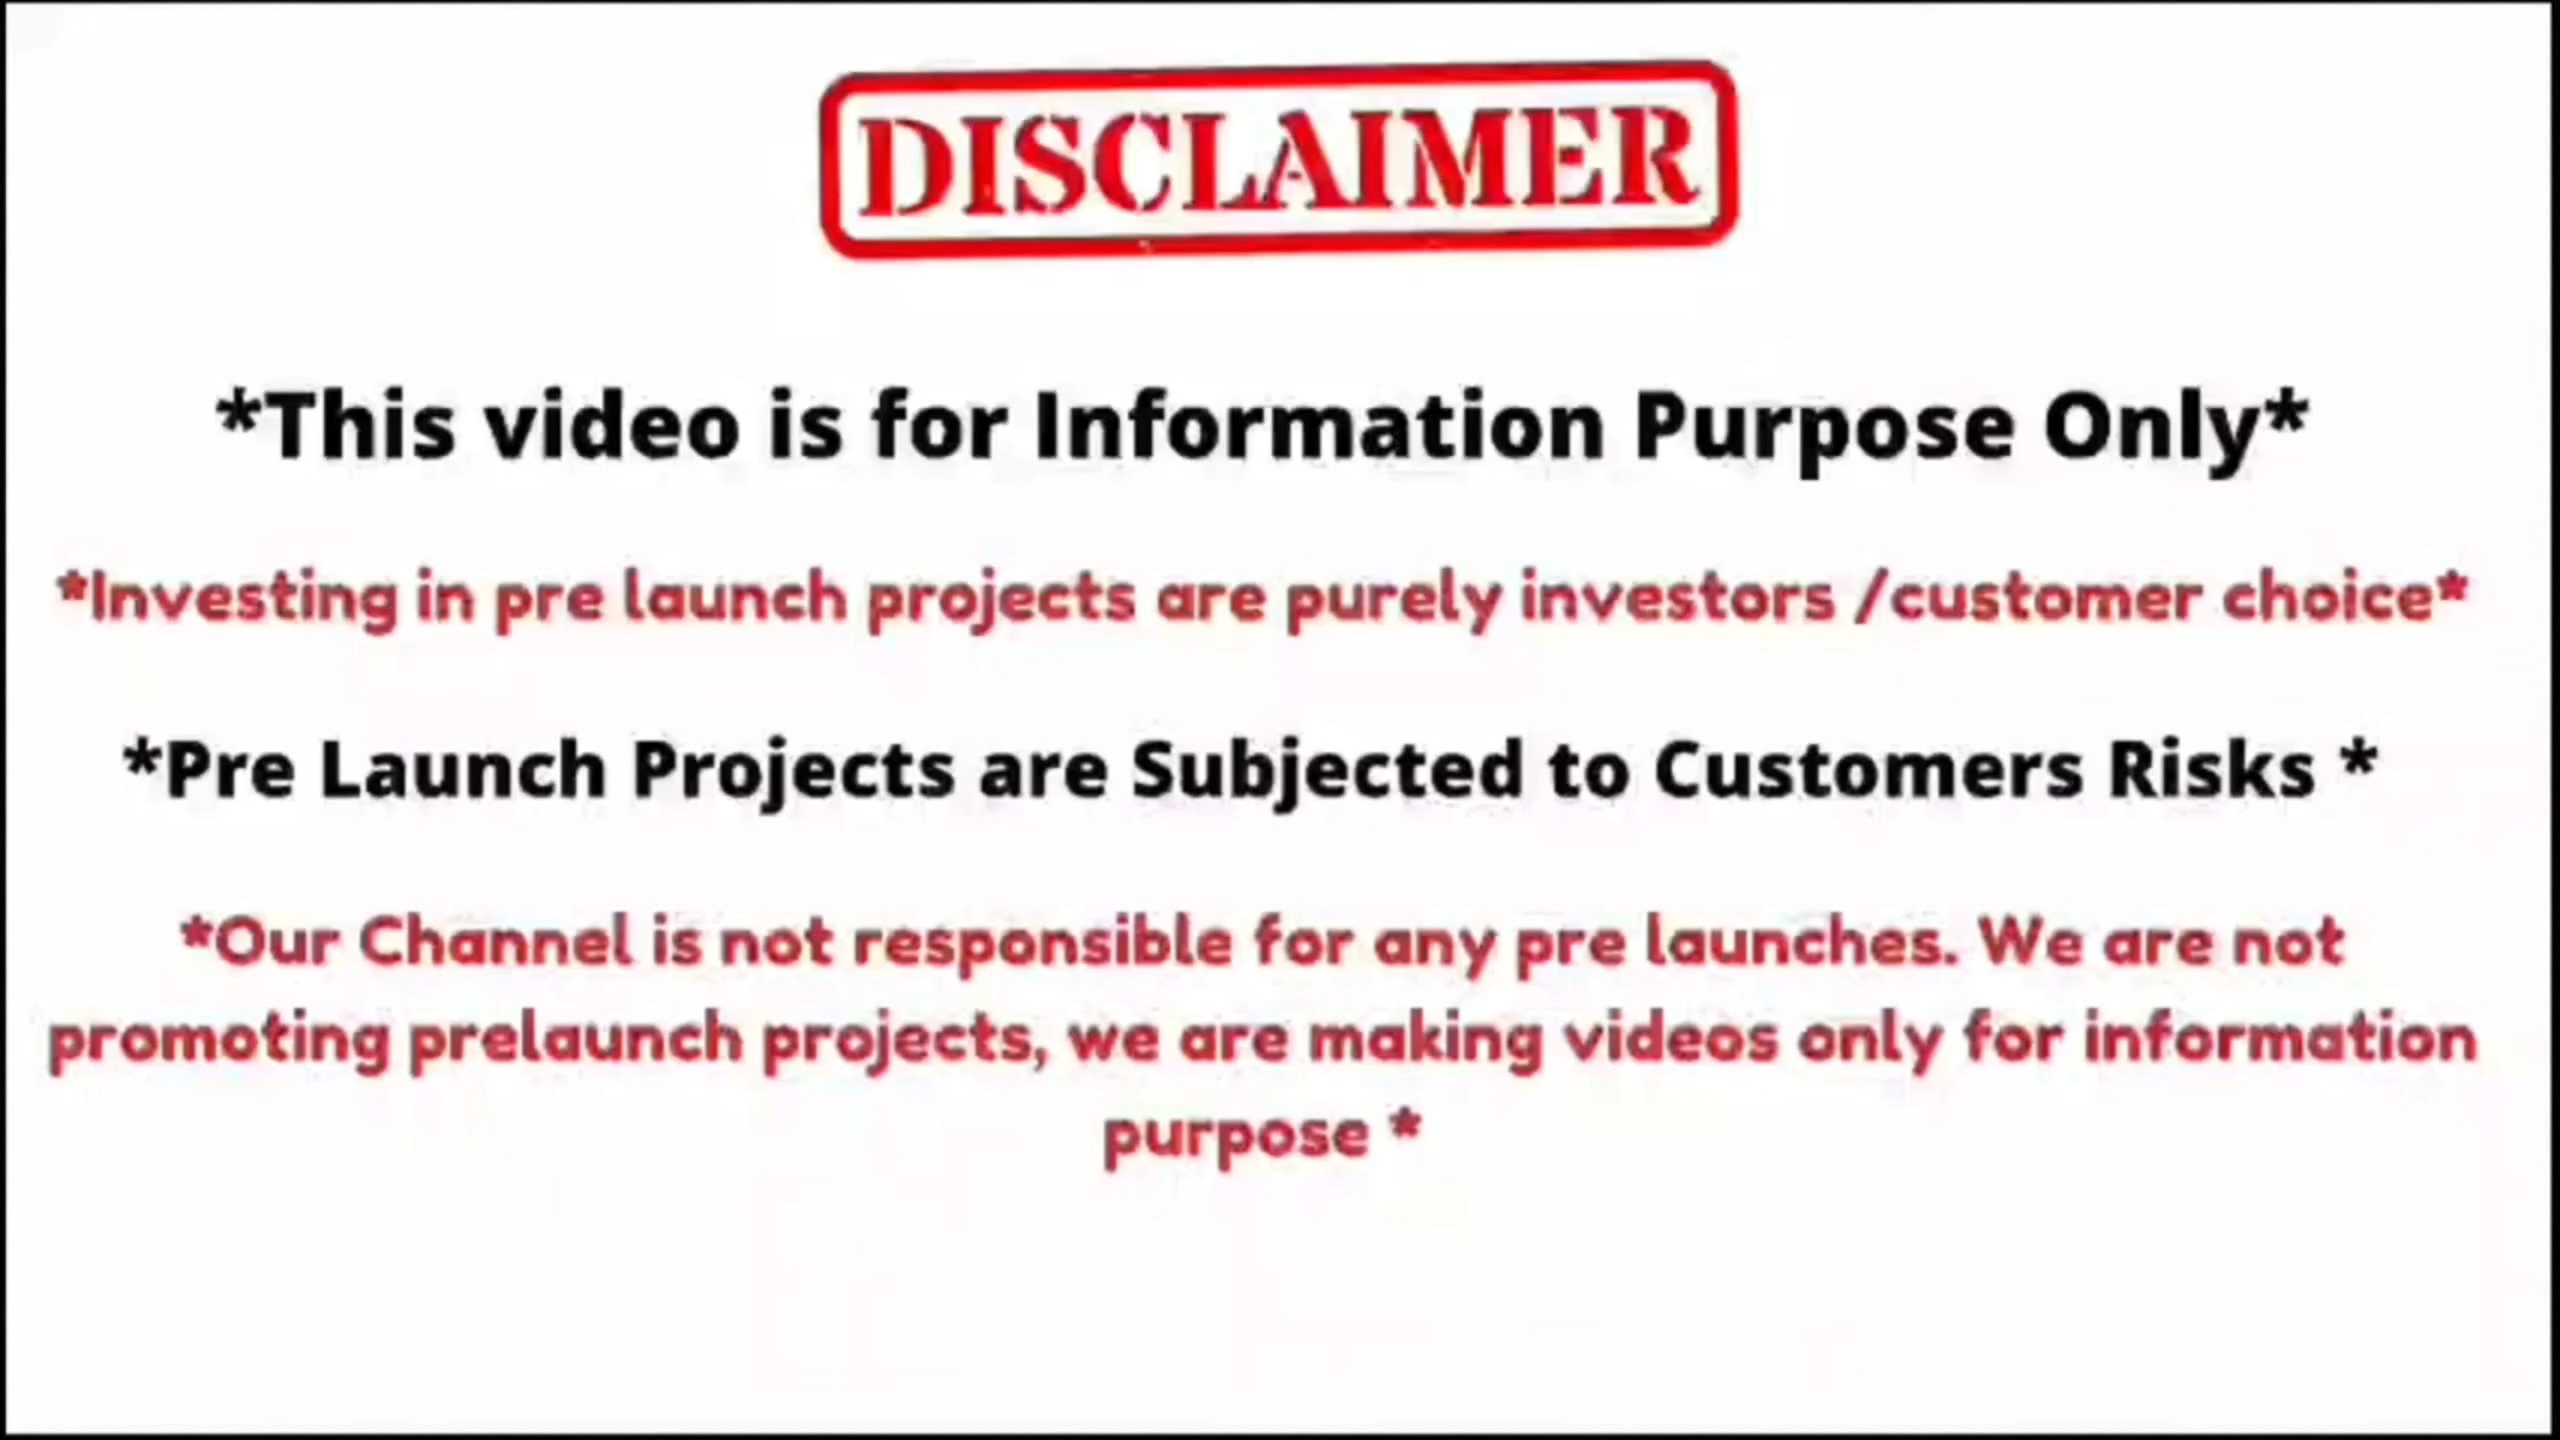 DISCLAIMER
*This video is for Information Purpose Only*
*Investing in pre launch projects are purely investors /customer choice*
*Pre Launch Projects are Subjected to Customers Risks *
*Our Channel is not responsible for any pre launches. We are not
promoting prelaunch projects, we are making videos only for information
purpose *